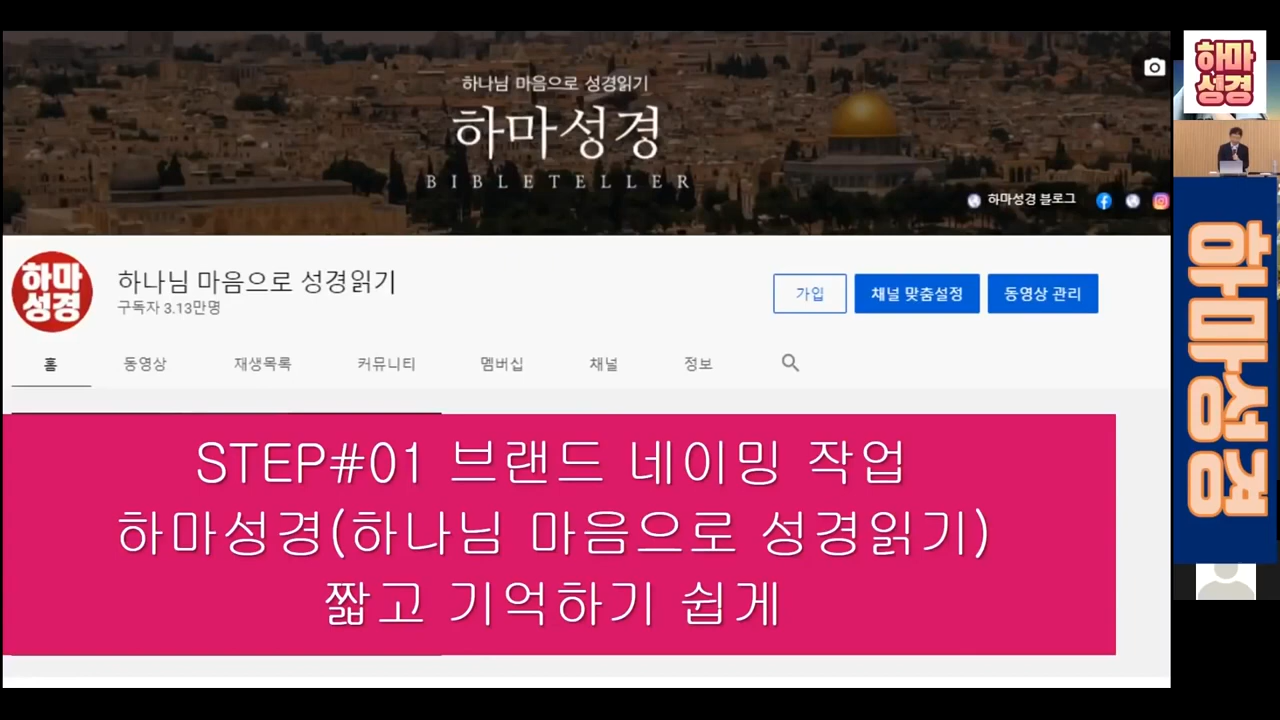 하나님 마음으로 성경읽기
하마성경
BIBLETELLER
하마성경 블로그
하마
성경
하나님 마음으로 성경읽기
구독자 3.13만명
가입
채널 맞춤설정
동영상 관리
홈
동영상
재생목록
커뮤니티
멤버십
채널
정보
STEP#01 브랜드 네이밍 작업
하마성경(하나님 마음으로 성경읽기)
짧고 기억하기 쉽게
하마
성경
하마성경